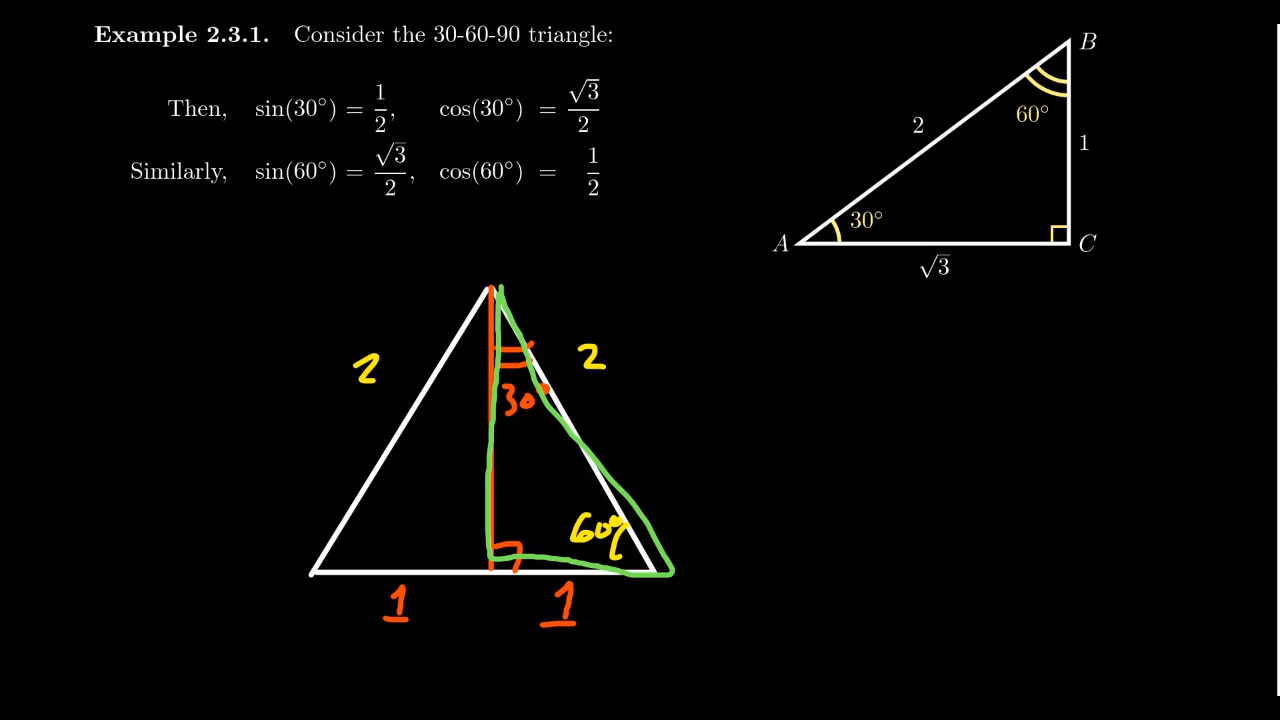 Example 2.3.1. Consider the 30-60-90 triangle:
Then, sin(30°) = 1/2, cos(30°) = √3/2
Similarly, sin(60°) = √3/2, cos(60°) = 1/2
B
60°
2
1
30°
A
C
√3
2
2
30°
60°
1
1